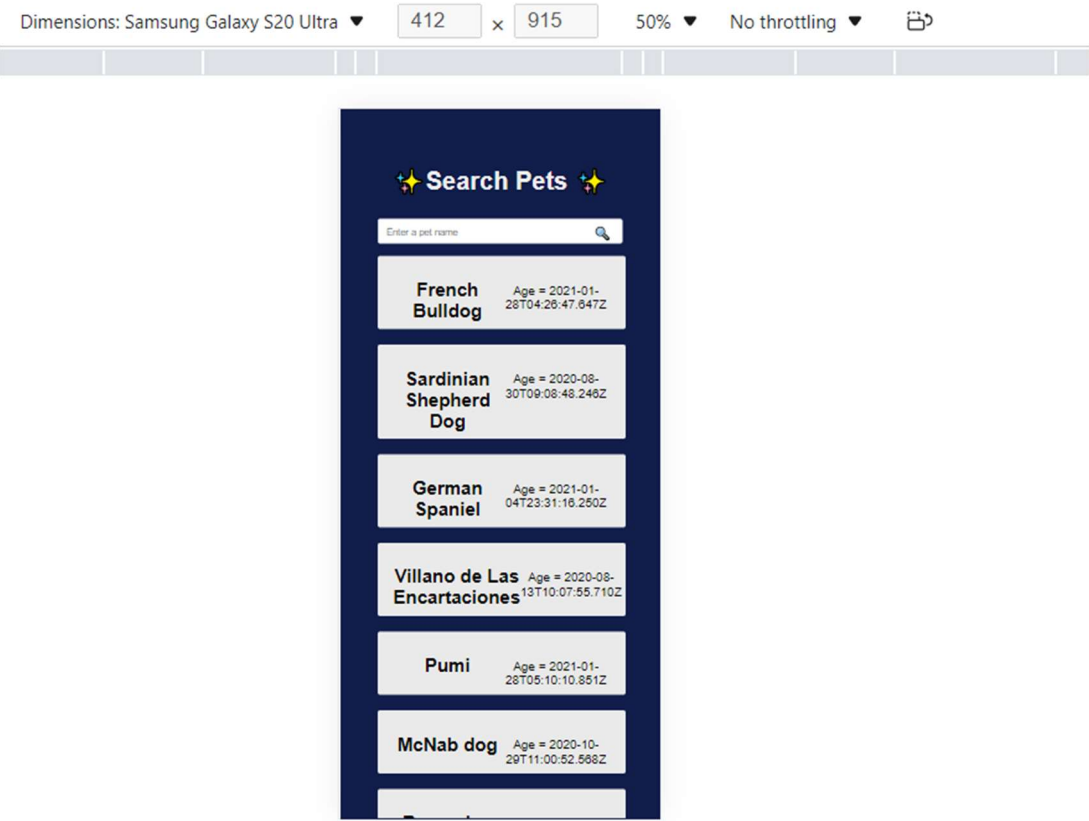 Dimensions: Samsung Galaxy S20 Ultra ▼ 412 × 915 50% ▼ No throttling ▼
✨Search Pets ✨
Enter a pet name 🔍
French
Bulldog
Age = 2021-01-
28T04:26:47.647Z
Sardinian
Shepherd
Dog
Age = 2020-08-
30T09:08:48.246Z
German
Spaniel
Age = 2021-01-
04T23:31:16.250Z
Villano de Las
Encartaciones
Age = 2020-08-
13T10:07:55.710Z
Pumi
Age = 2021-01-
28T05:10:10.851Z
McNab dog
Age = 2020-10-
29T11:00:52.568Z